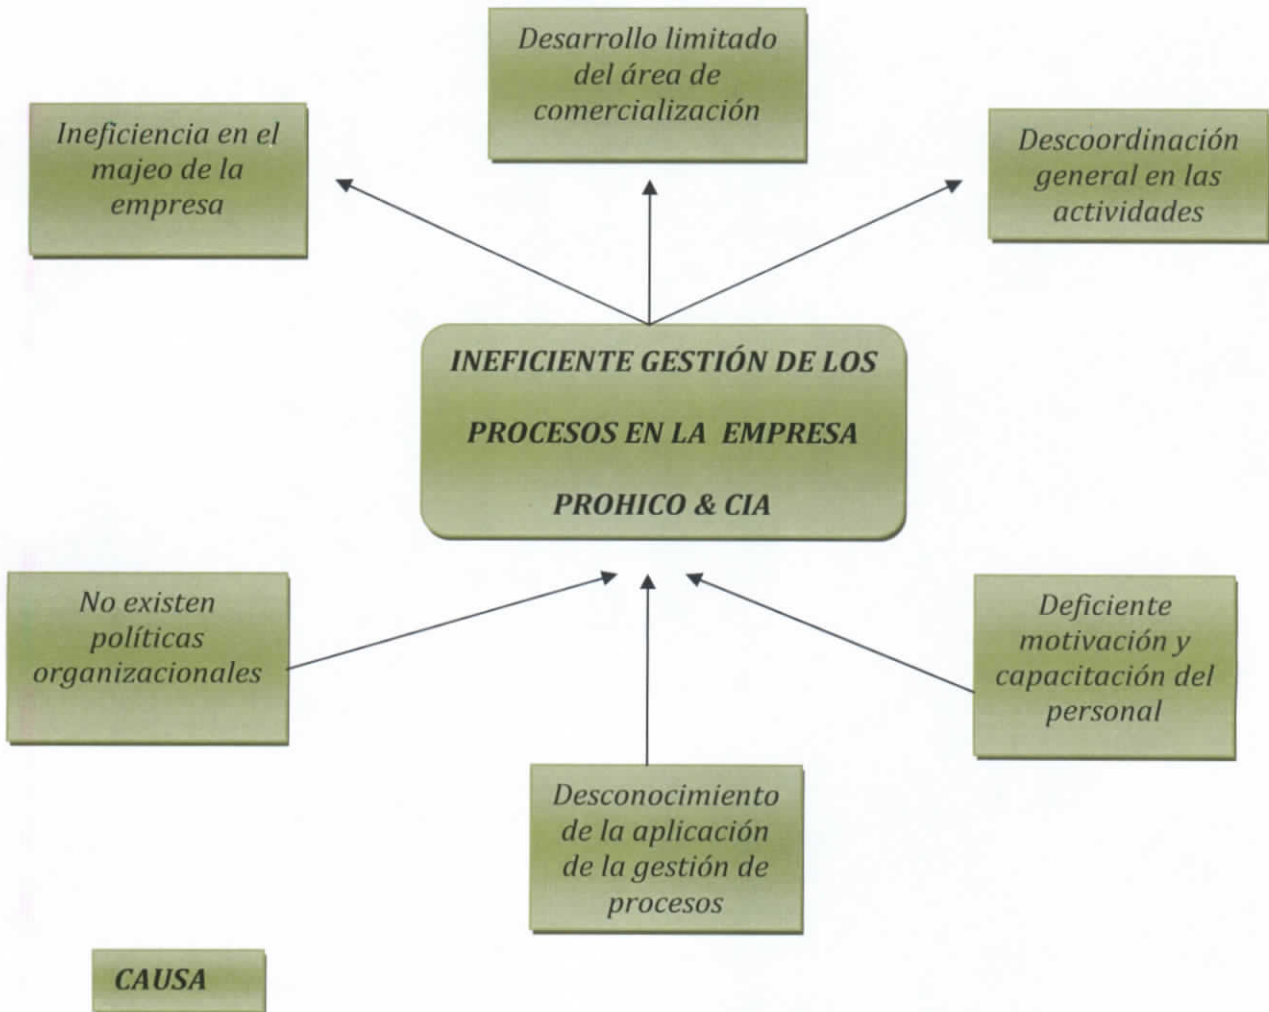 Desarrollo limitado
del área de
comercialización
Ineficiencia en el
majeo de la
empresa
Descoordinación
general en las
actividades
INEFICIENTE GESTIÓN DE LOS
PROCESOS EN LA EMPRESA
PROHICO & CIA
No existen
políticas
organizacionales
Deficiente
motivación y
capacitación del
personal
Desconocimiento
de la aplicación
de la gestión de
procesos
CAUSA